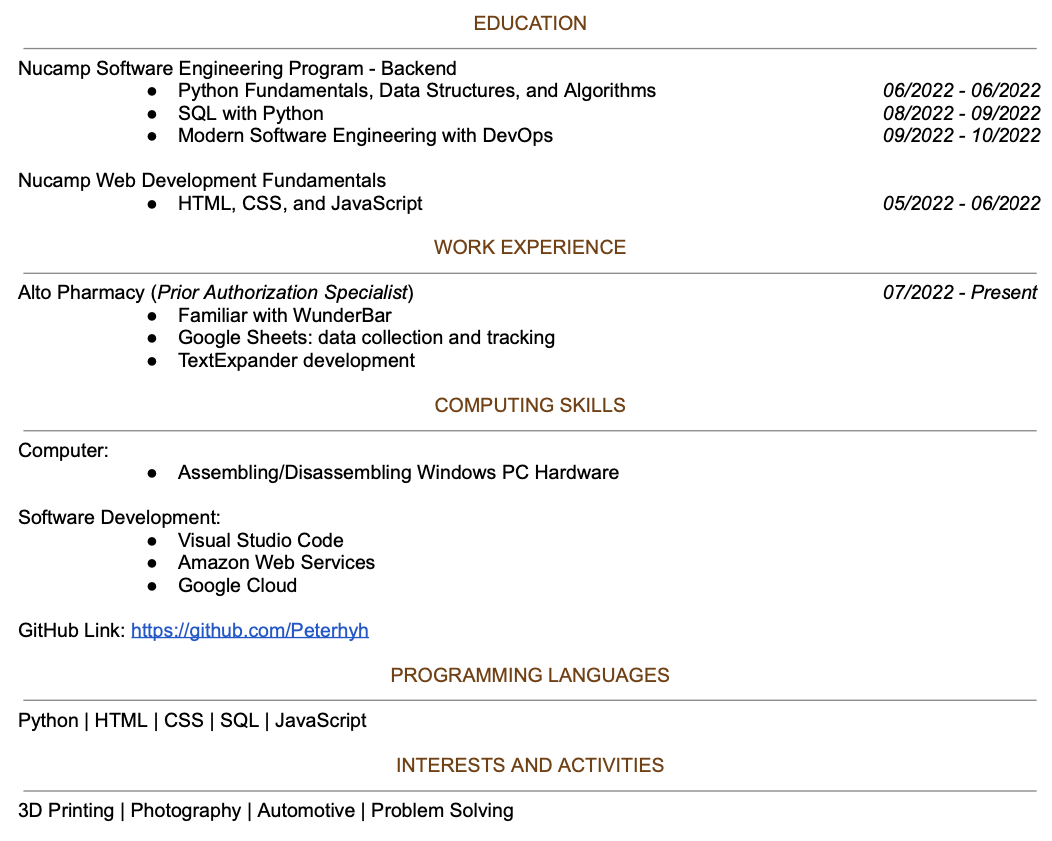 EDUCATION
Nucamp Software Engineering Program - Backend
● Python Fundamentals, Data Structures, and Algorithms 06/2022 - 06/2022
● SQL with Python 08/2022 - 09/2022
● Modern Software Engineering with DevOps 09/2022 - 10/2022
Nucamp Web Development Fundamentals
● HTML, CSS, and JavaScript 05/2022 - 06/2022
WORK EXPERIENCE
Alto Pharmacy (Prior Authorization Specialist) 07/2022 - Present
● Familiar with WunderBar
● Google Sheets: data collection and tracking
● TextExpander development
COMPUTING SKILLS
Computer:
● Assembling/Disassembling Windows PC Hardware
Software Development:
● Visual Studio Code
● Amazon Web Services
● Google Cloud
GitHub Link: https://github.com/Peterhyh
PROGRAMMING LANGUAGES
Python | HTML | CSS | SQL | JavaScript
INTERESTS AND ACTIVITIES
3D Printing | Photography | Automotive | Problem Solving